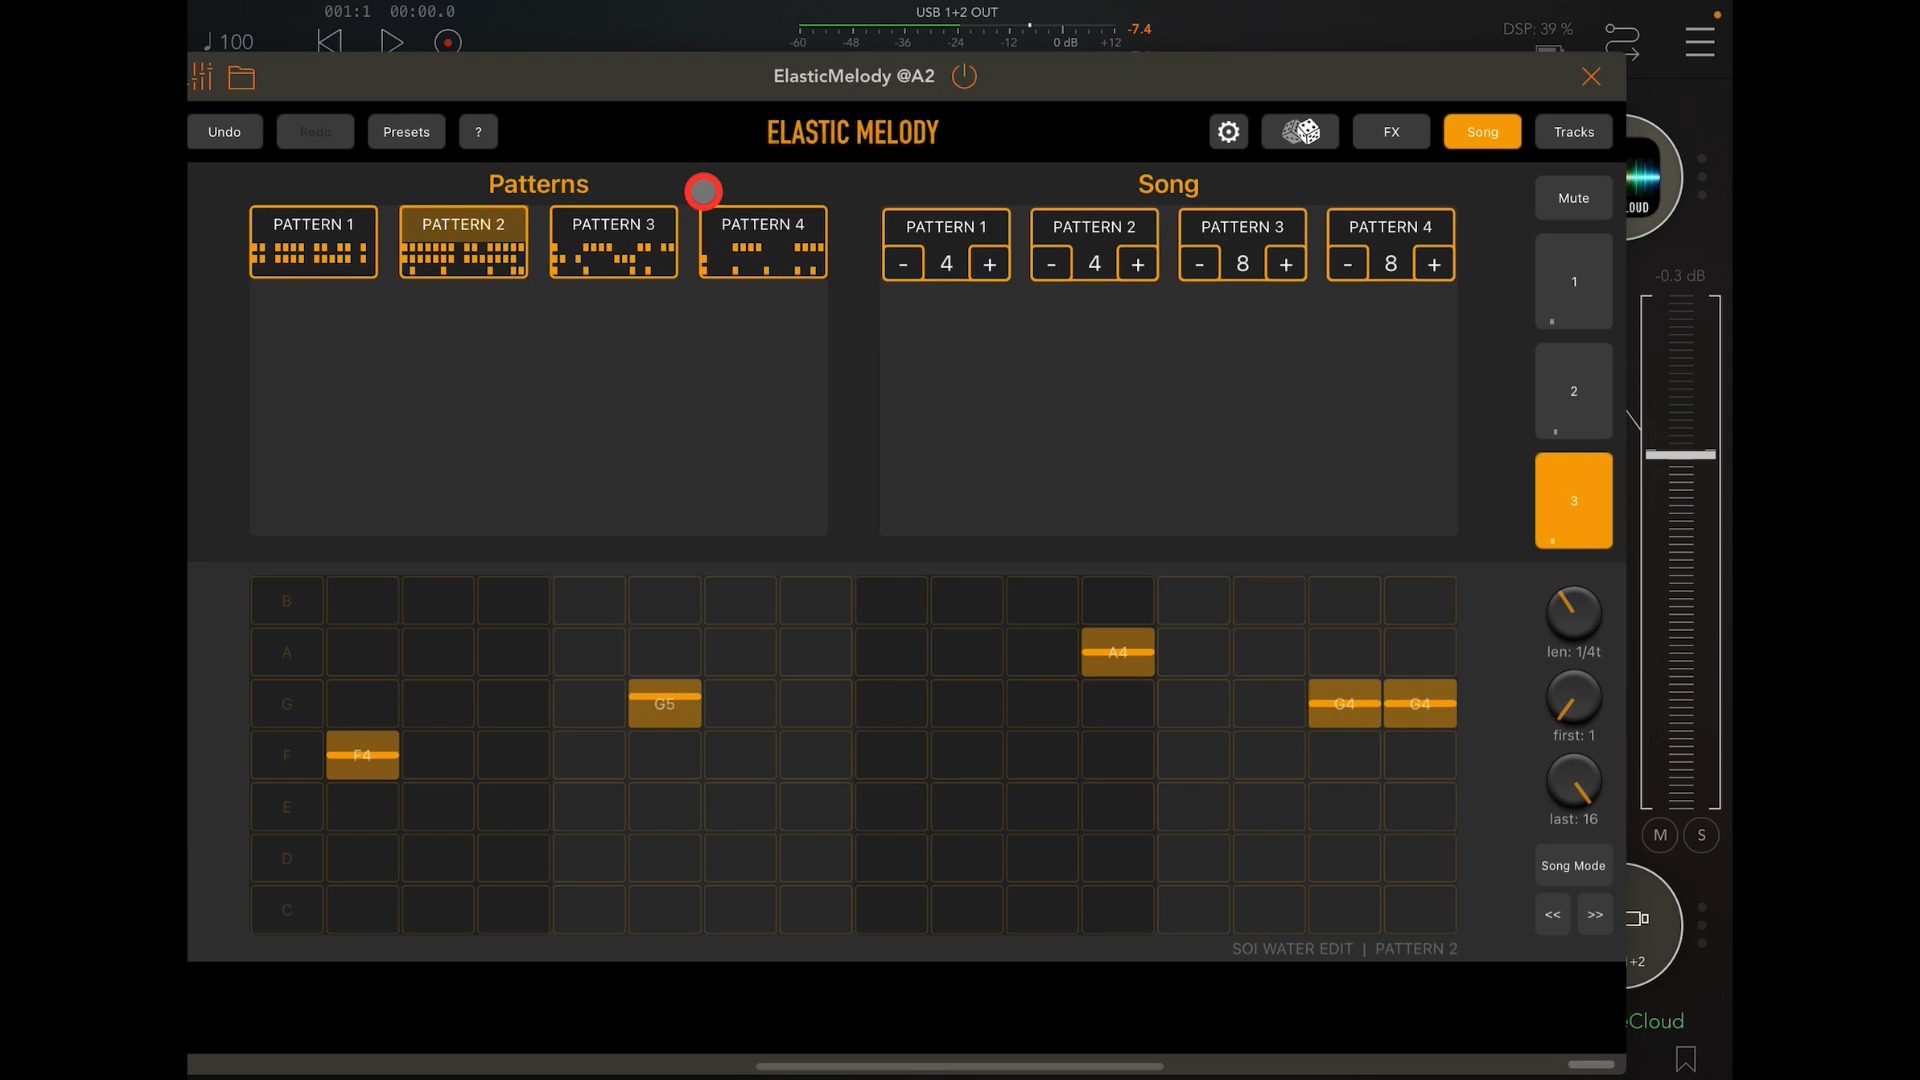 001:1 00:00.0
USB 1+2 OUT
♩ 100
-60 -48 -36 -24 -12 0 dB +12
-7.4
DSP: 39 %
ElasticMelody @A2
Undo Redo Presets ?
ELASTIC MELODY
FX Song Tracks
Patterns
PATTERN 1 PATTERN 2 PATTERN 3 PATTERN 4
Song
PATTERN 1 PATTERN 2 PATTERN 3 PATTERN 4
- 4 + - 4 + - 8 + - 8 +
Mute
1
2
3
LOUD
-0.3 dB
B
A A4
G G5 G4 G4
F F4
E
D
C
len: 1/4t
first: 1
last: 16
Song Mode
<< >>
SOI WATER EDIT | PATTERN 2
M S
+2
eCloud